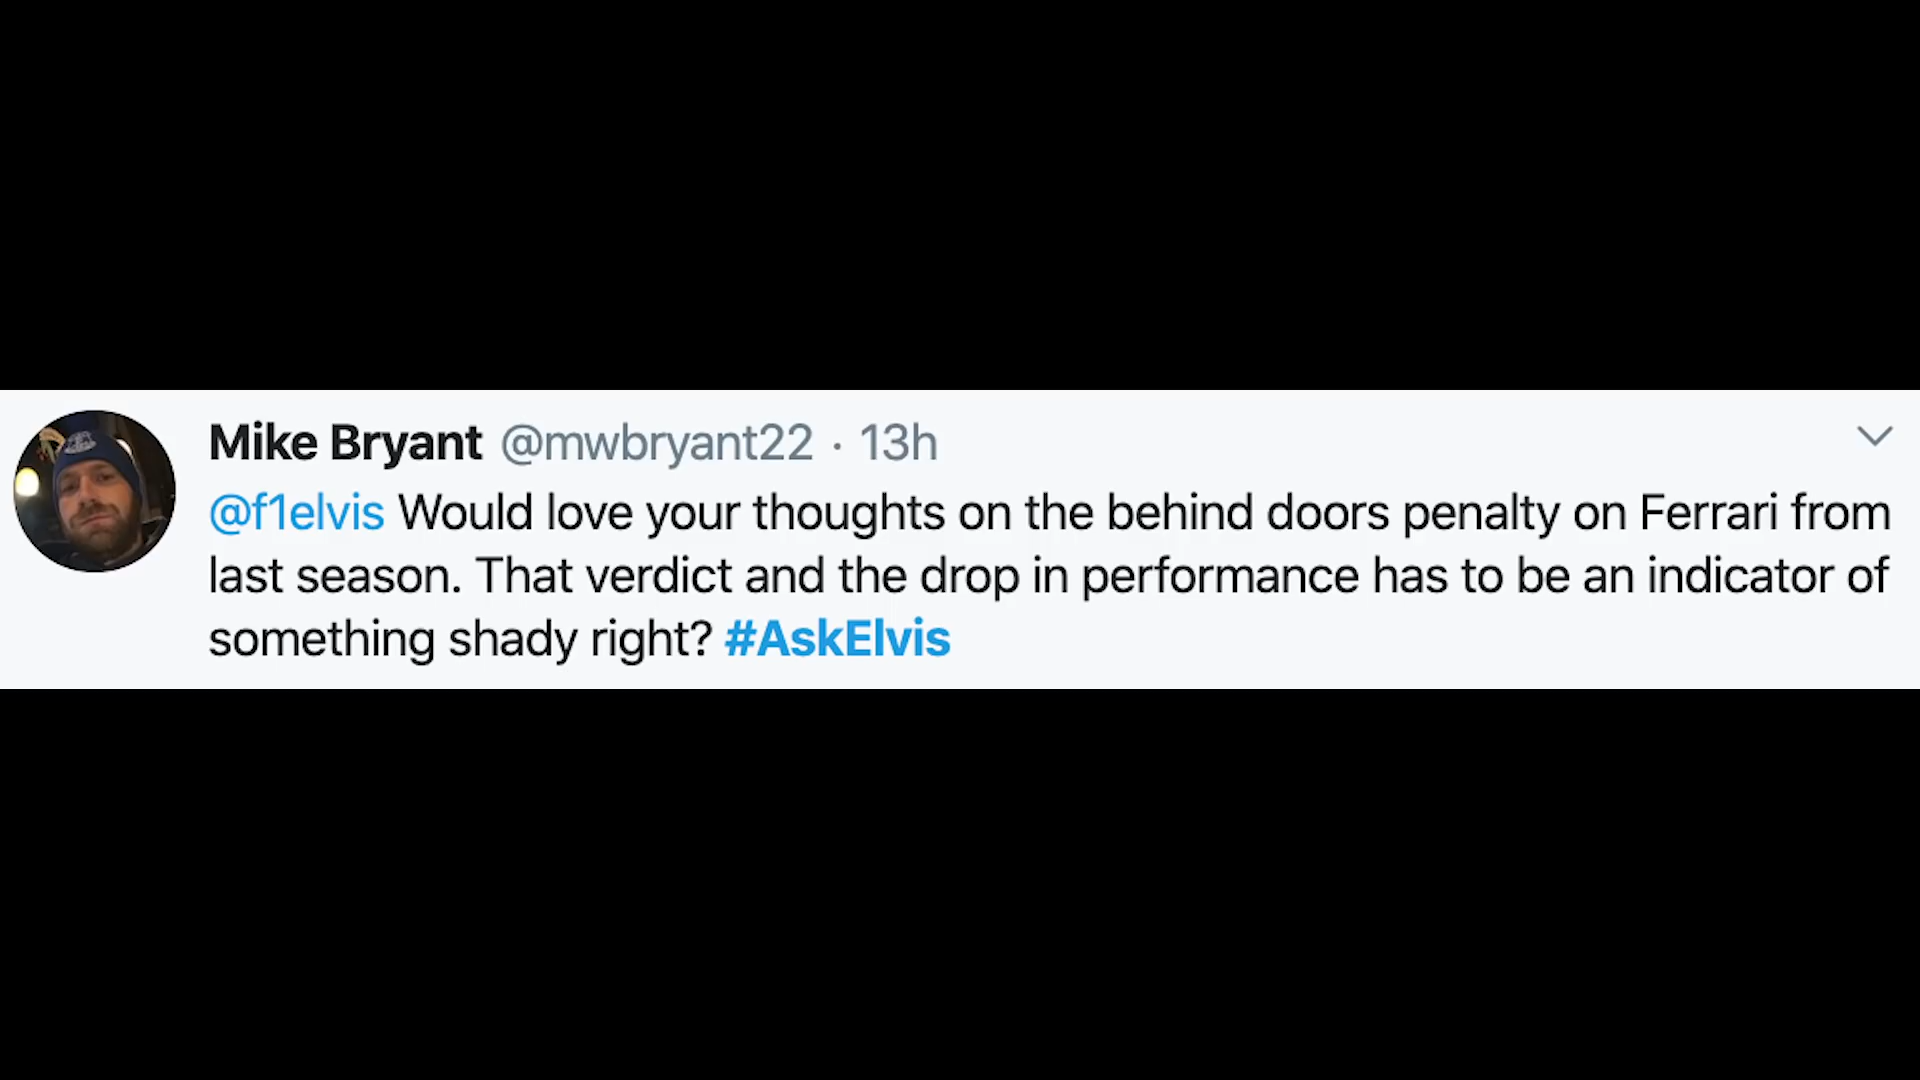 Mike Bryant @mwbryant22 · 13h
@f1elvis Would love your thoughts on the behind doors penalty on Ferrari from
last season. That verdict and the drop in performance has to be an indicator of
something shady right? #AskElvis